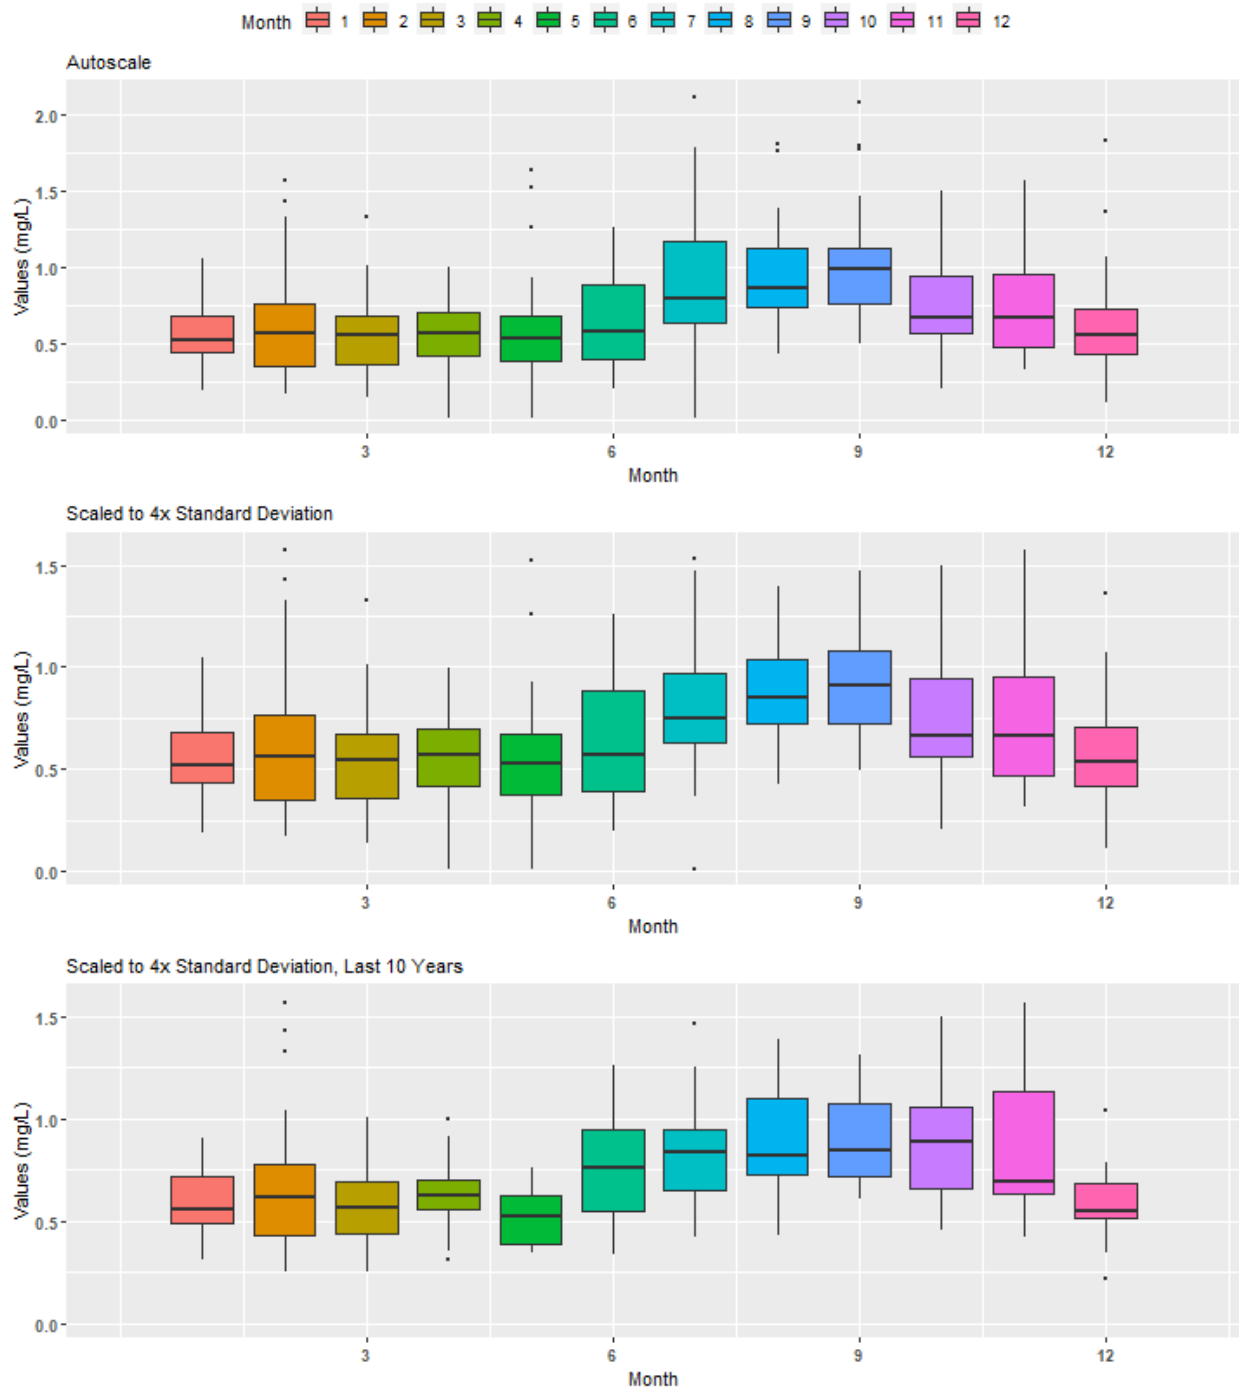 Month 1 2 3 4 5 6 7 8 9 10 11 12
Autoscale
Values (mg/L)
2.0
1.5
1.0
0.5
0.0
3 6 9 12
Month
Scaled to 4x Standard Deviation
Values (mg/L)
1.5
1.0
0.5
0.0
3 6 9 12
Month
Scaled to 4x Standard Deviation, Last 10 Years
Values (mg/L)
1.5
1.0
0.5
0.0
3 6 9 12
Month